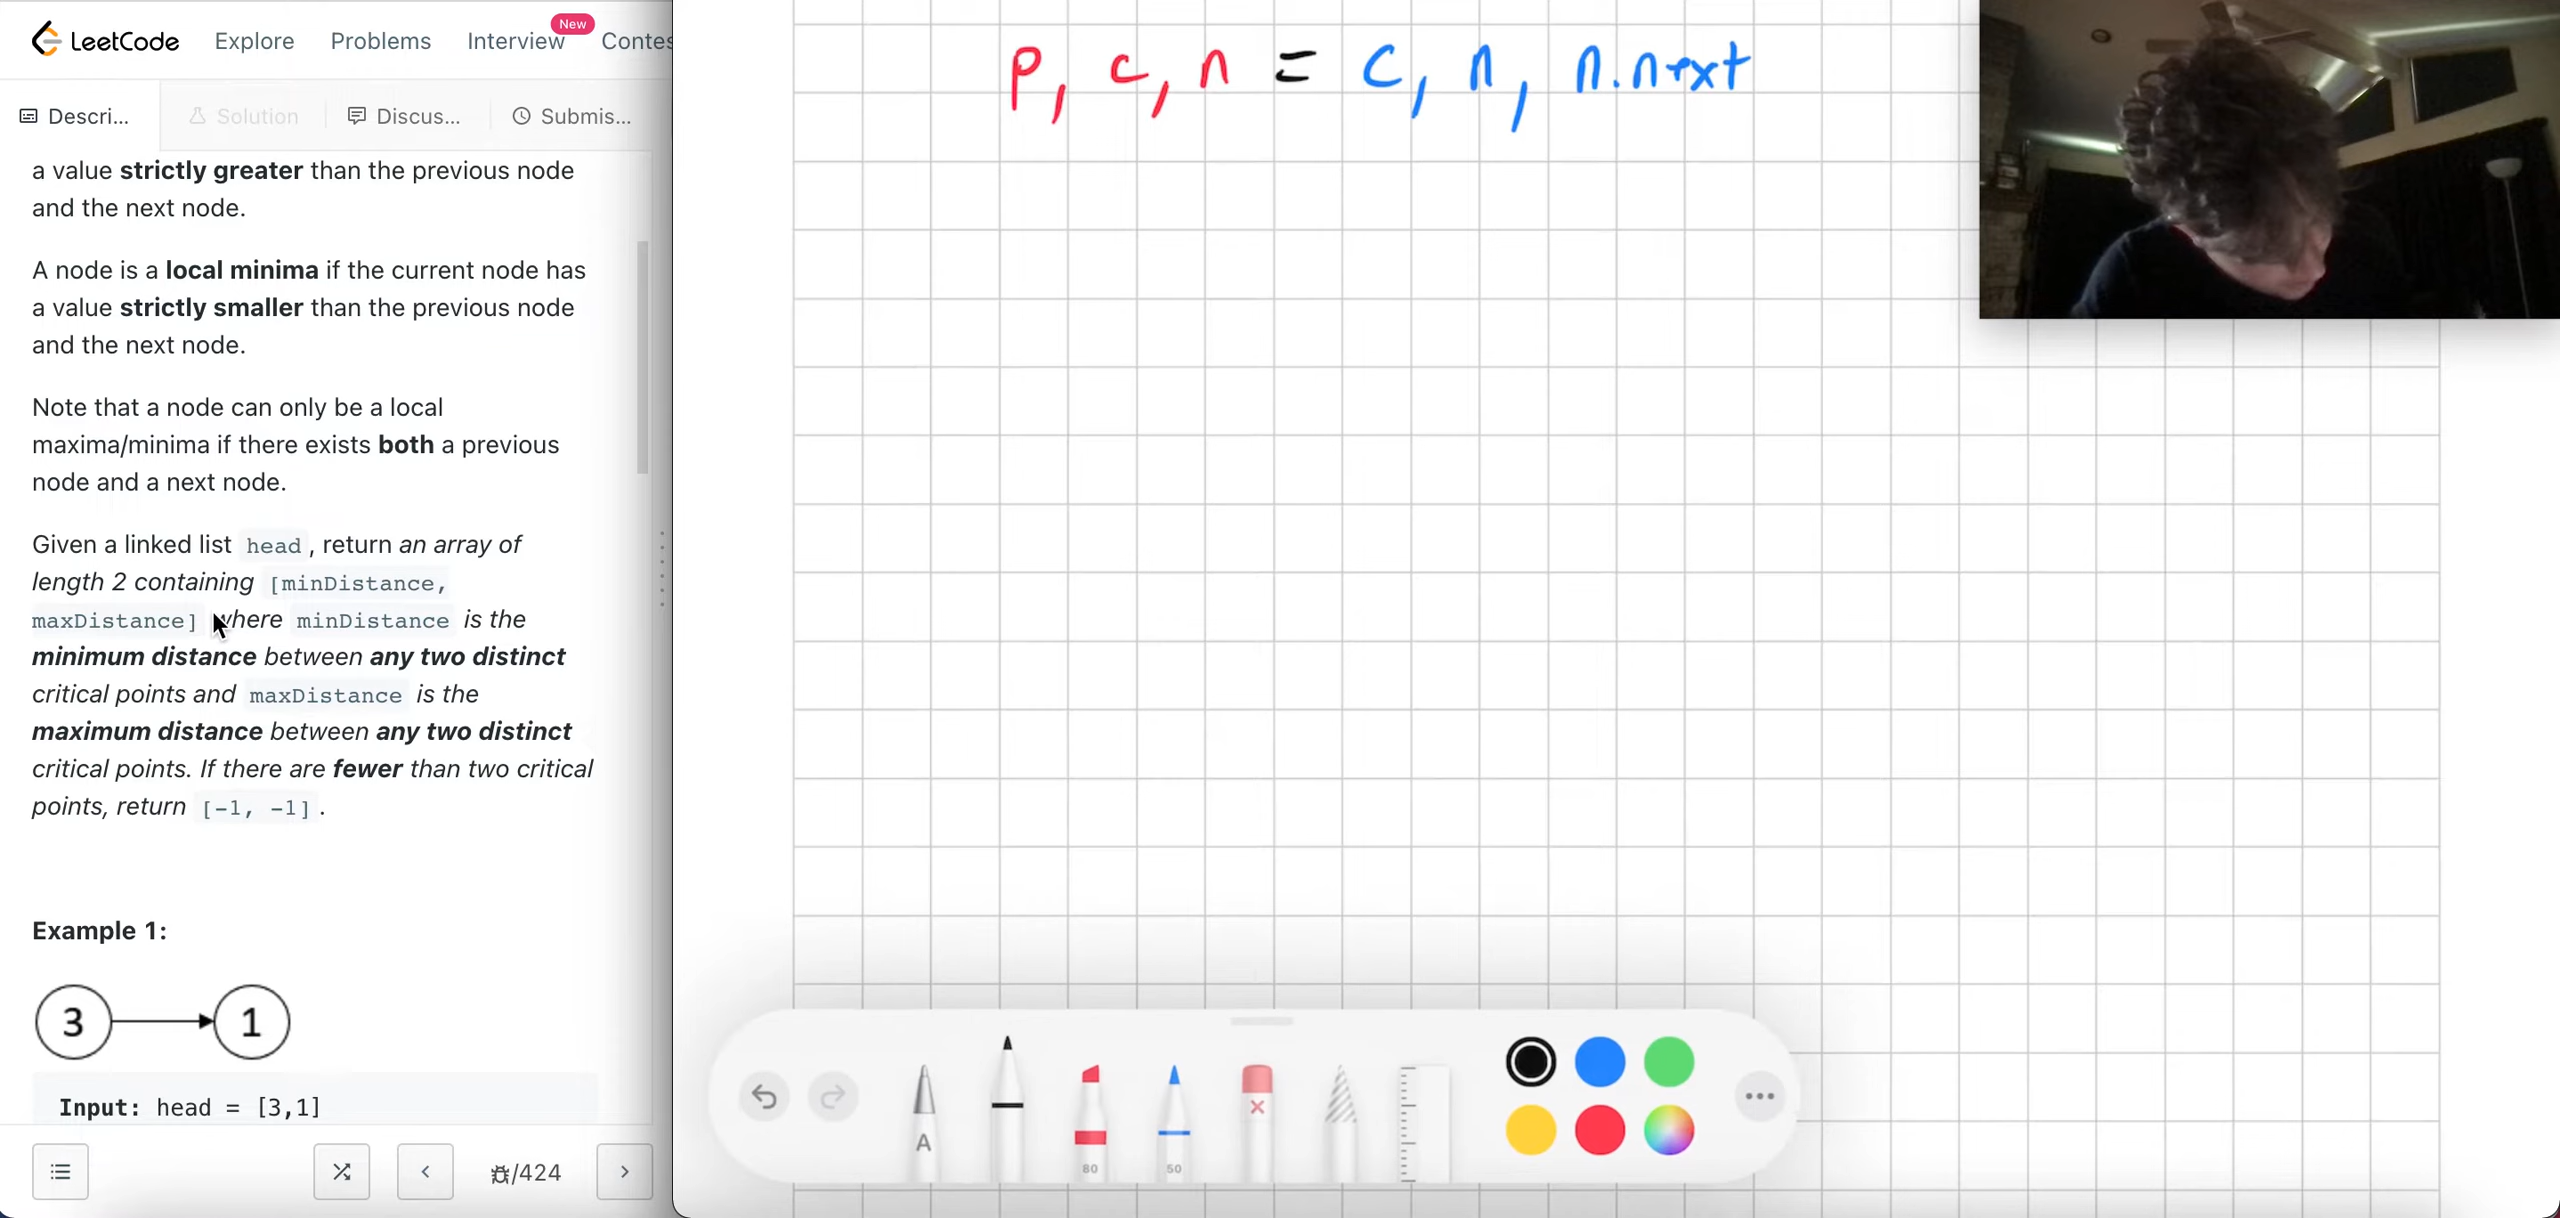 LeetCode Explore Problems Interview New Contes
Descri... Solution Discus... Submis...
a value strictly greater than the previous node
and the next node.
A node is a local minima if the current node has
a value strictly smaller than the previous node
and the next node.
Note that a node can only be a local
maxima/minima if there exists both a previous
node and a next node.
Given a linked list head, return an array of
length 2 containing [minDistance,
maxDistance] where minDistance is the
minimum distance between any two distinct
critical points and maxDistance is the
maximum distance between any two distinct
critical points. If there are fewer than two critical
points, return [-1, -1].
Example 1:
3 1
Input: head = [3,1]
/424
p, c, n = c, n, n.next
A 80 50